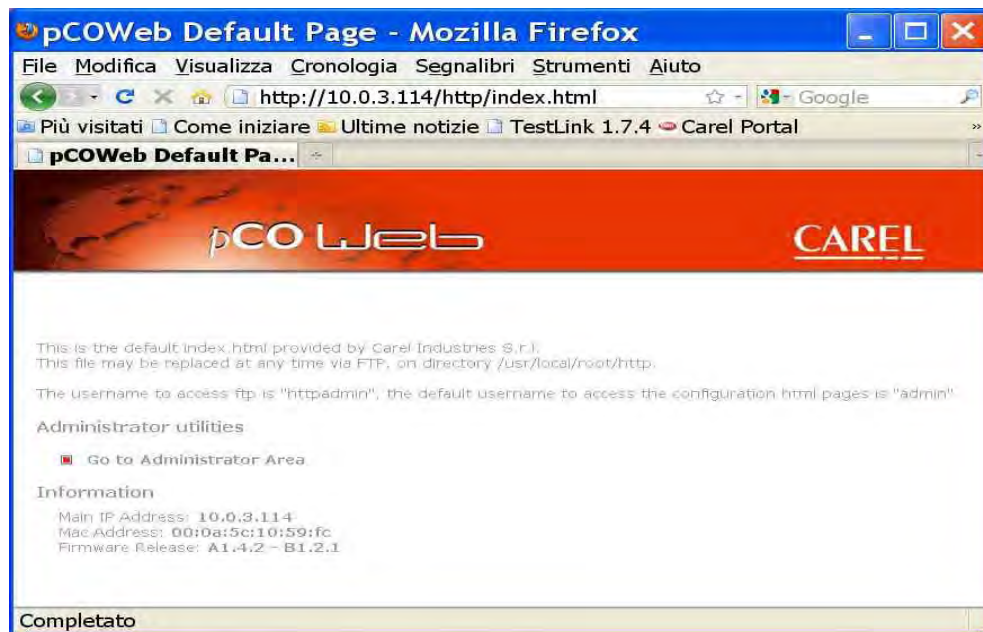 pCOWeb Default Page - Mozilla Firefox
File Modifica Visualizza Cronologia Segnalibri Strumenti Aiuto
http://10.0.3.114/http/index.html Google
Più visitati Come iniziare Ultime notizie TestLink 1.7.4 Carel Portal »
pCOWeb Default Pa...
pCO Web CAREL
This is the default index.html provided by Carel Industries S.r.l.
This file may be replaced at any time via FTP, on directory /usr/local/root/http.
The username to access ftp is "httpadmin", the default username to access the configuration html pages is "admin"
Administrator utilities
Go to Administrator Area
Information
Main IP Address: 10.0.3.114
Mac Address: 00:0a:5c:10:59:fc
Firmware Release: A1.4.2 - B1.2.1
Completato